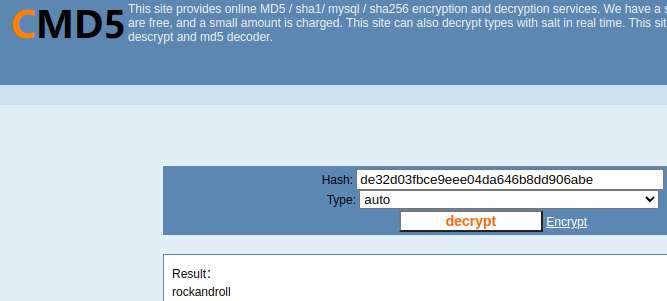 CMD5
This site provides online MD5 / sha1/ mysql / sha256 encryption and decryption services. We have a s
are free, and a small amount is charged. This site can also decrypt types with salt in real time. This sit
descrypt and md5 decoder.
Hash: de32d03fbce9eee04da646b8dd906abe
Type: auto
decrypt Encrypt
Result:
rockandroll